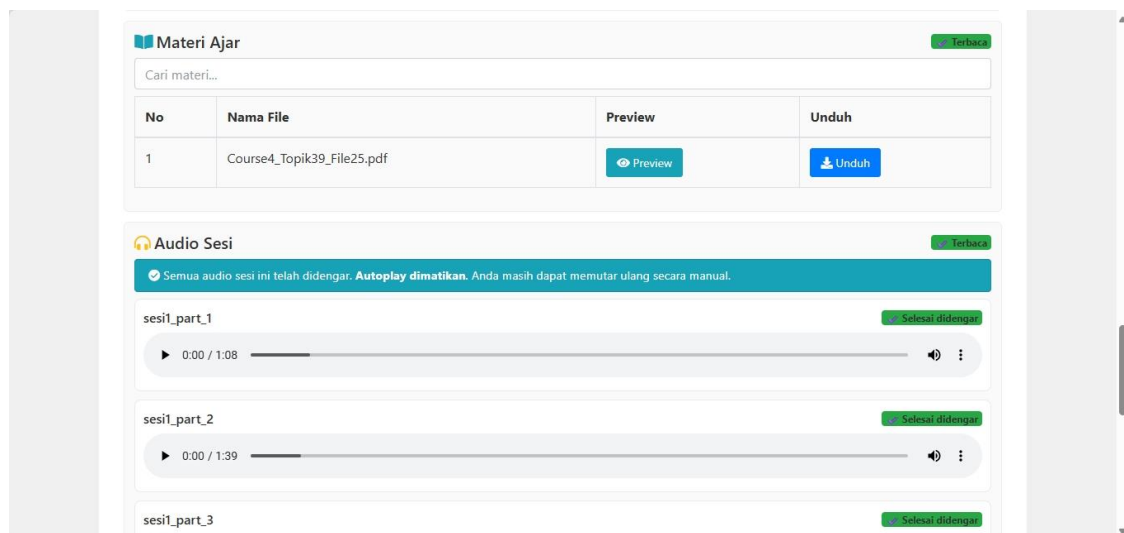 Materi Ajar
Terbaca
Cari materi...
No Nama File Preview Unduh
1 Course4_Topik39_File25.pdf Preview Unduh
Audio Sesi
Terbaca
Semua audio sesi ini telah didengar. Autoplay dimatikan. Anda masih dapat memutar ulang secara manual.
sesi1_part_1
Selesai didengar
0:00 / 1:08
sesi1_part_2
Selesai didengar
0:00 / 1:39
sesi1_part_3
Selesai didengar